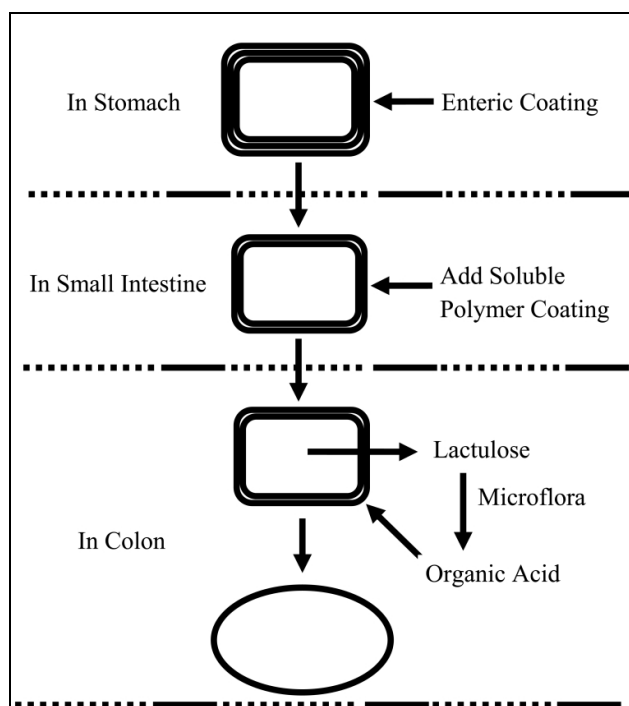 In Stomach
Enteric Coating
In Small Intestine
Add Soluble
Polymer Coating
Lactulose
Microflora
In Colon
Organic Acid